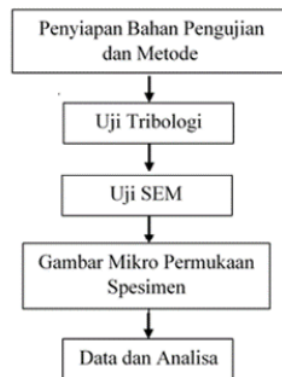 Penyiapan Bahan Pengujian
dan Metode
Uji Tribologi
Uji SEM
Gambar Mikro Permukaan
Spesimen
Data dan Analisa